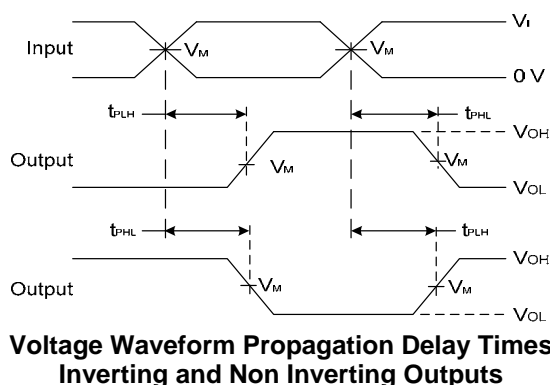 VI
Input VM VM
0 V
tPLH tPHL
VOH
Output VM VM
VOL
tPHL tPLH
VOH
Output VM VM
VOL
Voltage Waveform Propagation Delay Times
Inverting and Non Inverting Outputs